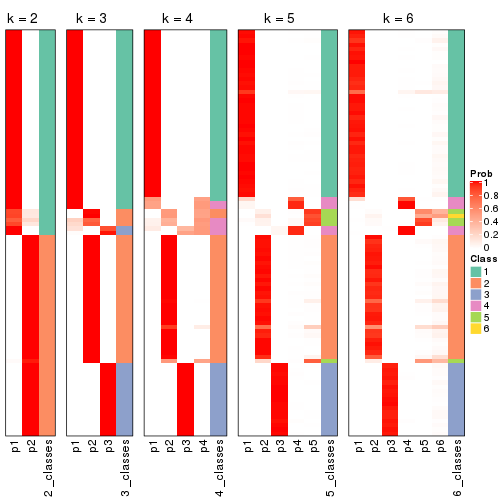 k = 2
k = 3
k = 4
k = 5
k = 6
Prob
1
0.8
0.6
0.4
0.2
0
Class
1
2
3
4
5
6
p1
p2
2_classes
p1
p2
p3
3_classes
p1
p2
p3
p4
4_classes
p1
p2
p3
p4
p5
5_classes
p1
p2
p3
p4
p5
p6
6_classes